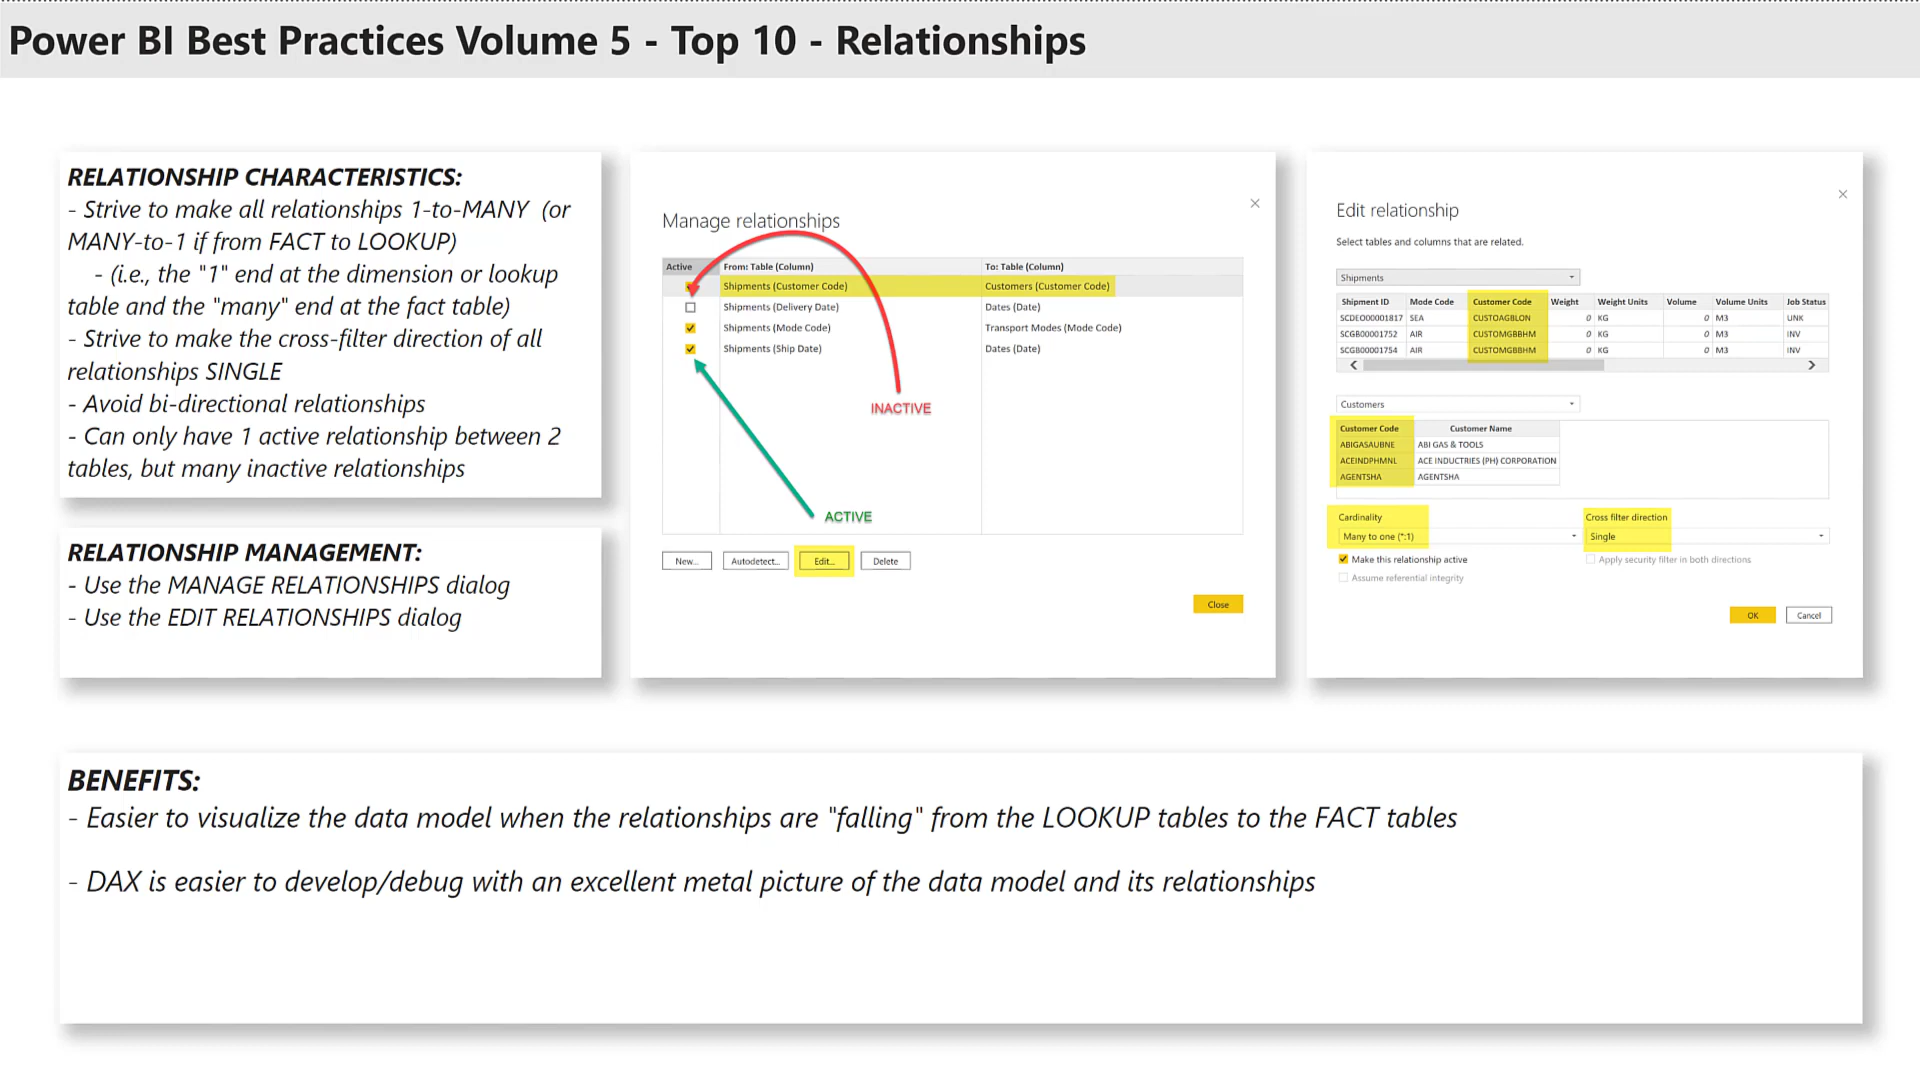 Power BI Best Practices Volume 5 - Top 10 - Relationships
RELATIONSHIP CHARACTERISTICS:
- Strive to make all relationships 1-to-MANY (or
MANY-to-1 if from FACT to LOOKUP)
- (i.e., the "1" end at the dimension or lookup
table and the "many" end at the fact table)
- Strive to make the cross-filter direction of all
relationships SINGLE
- Avoid bi-directional relationships
- Can only have 1 active relationship between 2
tables, but many inactive relationships
RELATIONSHIP MANAGEMENT:
- Use the MANAGE RELATIONSHIPS dialog
- Use the EDIT RELATIONSHIPS dialog
Manage relationships
Active From: Table (Column) To: Table (Column)
Shipments (Customer Code) Customers (Customer Code)
Shipments (Delivery Date) Dates (Date)
Shipments (Mode Code) Transport Modes (Mode Code)
Shipments (Ship Date) Dates (Date)
INACTIVE
ACTIVE
New... Autodetect... Edit... Delete
Close
Edit relationship
Select tables and columns that are related.
Shipments
Shipment ID Mode Code Customer Code Weight Weight Units Volume Volume Units Job Status
SCDEO00001817 SEA CUSTOAGBLON 0 KG 0 M3 UNK
SCGB00001752 AIR CUSTOMGBBHM 0 KG 0 M3 INV
SCGB00001754 AIR CUSTOMGBBHM 0 KG 0 M3 INV
Customers
Customer Code Customer Name
ABIGASAUBNE ABI GAS & TOOLS
ACEINDPHMNL ACE INDUCTRIES (PH) CORPORATION
AGENTSHA AGENTSHA
Cardinality Cross filter direction
Many to one (*:1) Single
Make this relationship active Apply security filter in both directions
Assume referential integrity
OK Cancel
BENEFITS:
- Easier to visualize the data model when the relationships are "falling" from the LOOKUP tables to the FACT tables
- DAX is easier to develop/debug with an excellent metal picture of the data model and its relationships